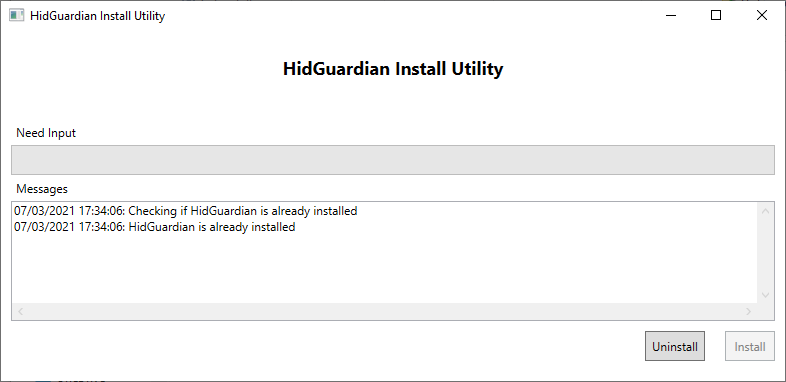 HidGuardian Install Utility
HidGuardian Install Utility
Need Input
Messages
07/03/2021 17:34:06: Checking if HidGuardian is already installed
07/03/2021 17:34:06: HidGuardian is already installed
Uninstall
Install